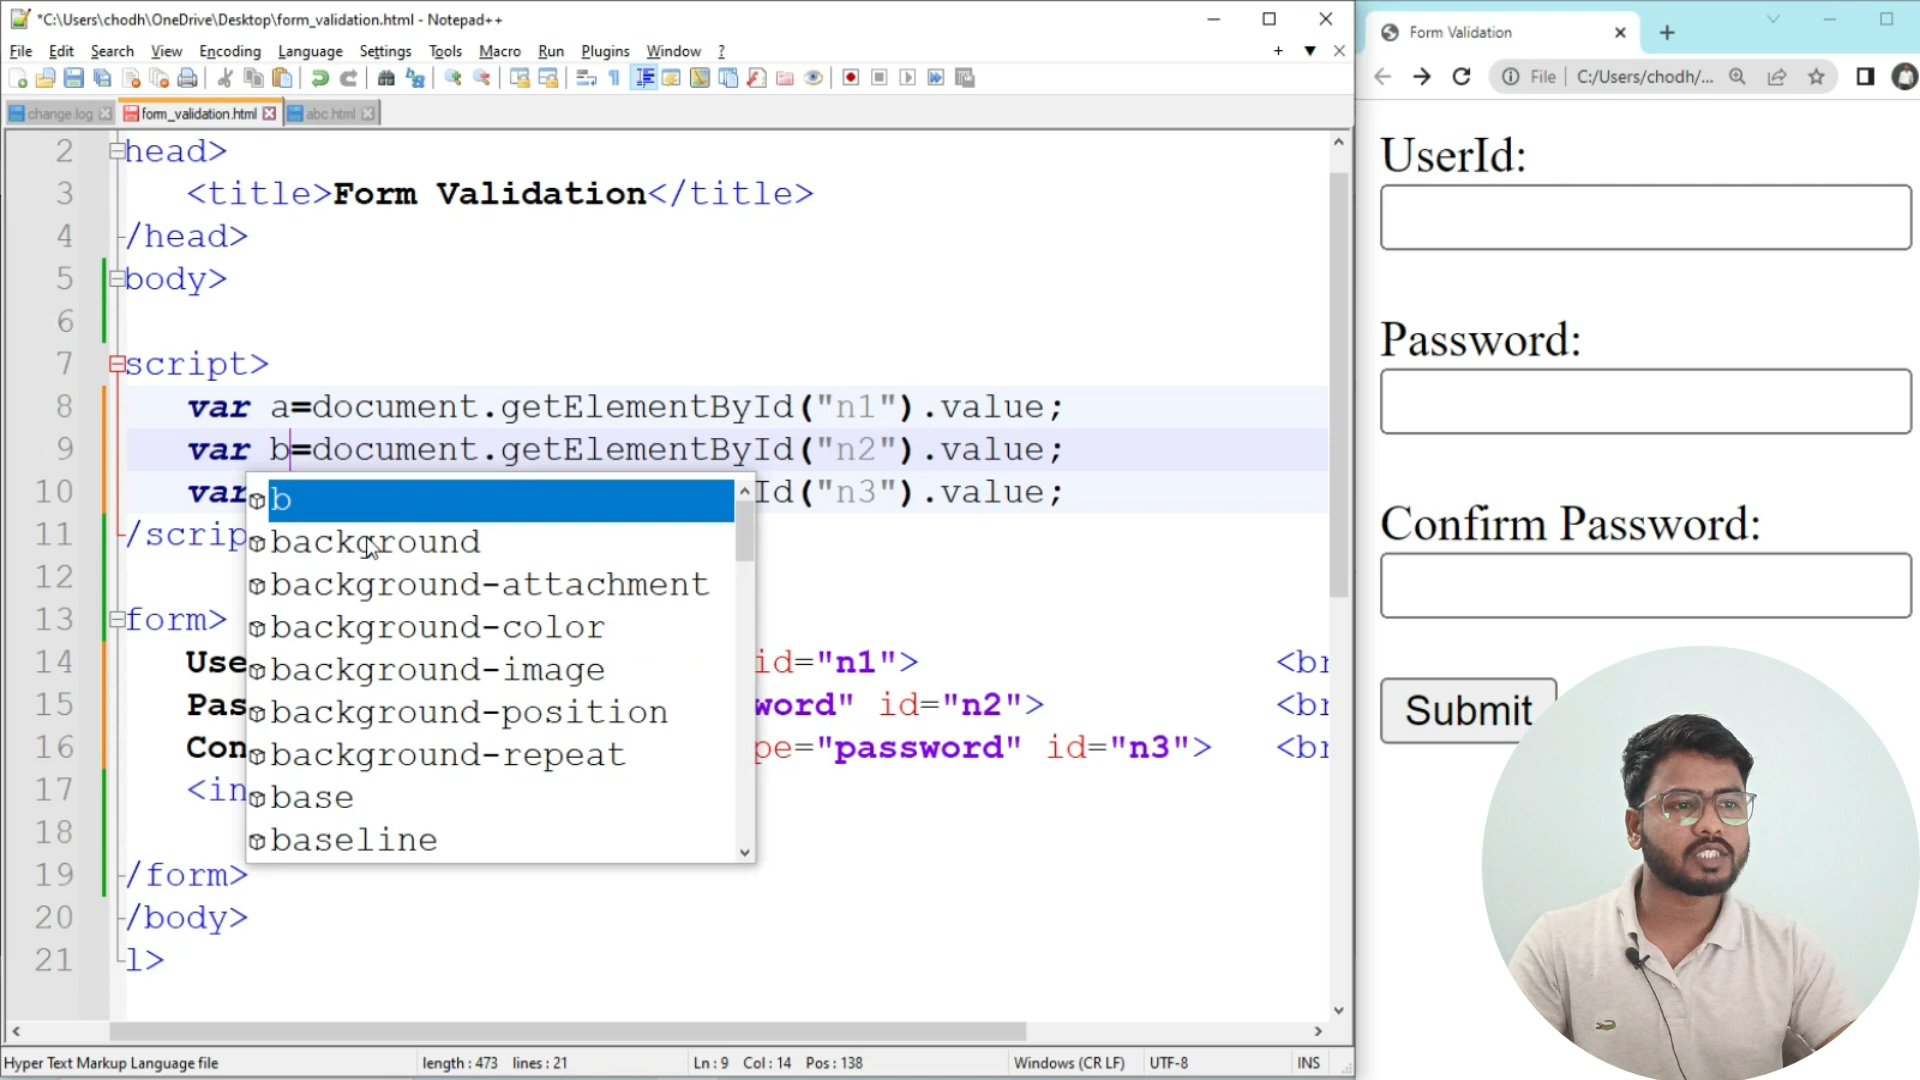 *C:\Users\chodh\OneDrive\Desktop\form_validation.html - Notepad++
File Edit Search View Encoding Language Settings Tools Macro Run Plugins Window ?
change.log form_validation.html abc.html
2 head>
3 <title>Form Validation</title>
4 /head>
5 body>
6
7 script>
8 var a=document.getElementById("n1").value;
9 var b=document.getElementById("n2").value;
10 var Id("n3").value;
11 /scrip
12
13 form>
14 Use id="n1"> <br
15 Pas word" id="n2"> <br
16 Con pe="password" id="n3"> <br
17 <in
18
19 /form>
20 /body>
21 l>
b
background
background-attachment
background-color
background-image
background-position
background-repeat
base
baseline
Hyper Text Markup Language file length : 473 lines : 21 Ln : 9 Col : 14 Pos : 138 Windows (CR LF) UTF-8 INS
Form Validation
File C:/Users/chodh/...
UserId:
Password:
Confirm Password:
Submit